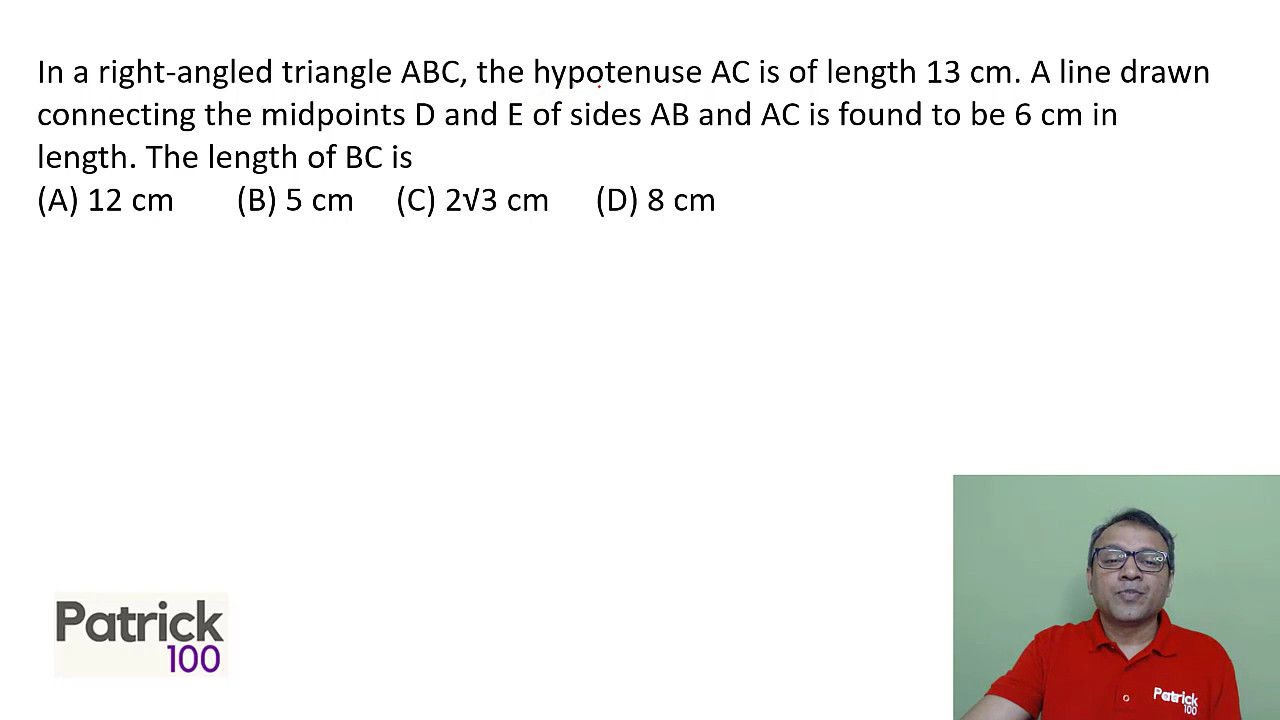 In a right-angled triangle ABC, the hypotenuse AC is of length 13 cm. A line drawn
connecting the midpoints D and E of sides AB and AC is found to be 6 cm in
length. The length of BC is
(A) 12 cm (B) 5 cm (C) 2√3 cm (D) 8 cm
Patrick
100
Patrick
100